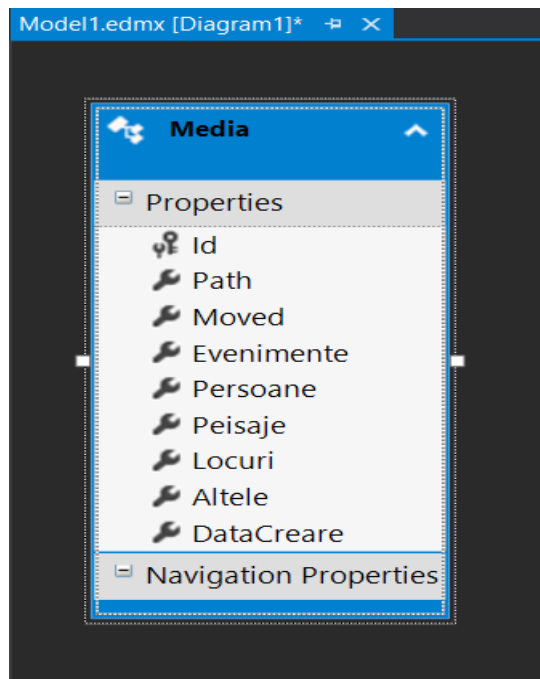 Model1.edmx [Diagram1]*
Media
Properties
Id
Path
Moved
Evenimente
Persoane
Peisaje
Locuri
Altele
DataCreare
Navigation Properties